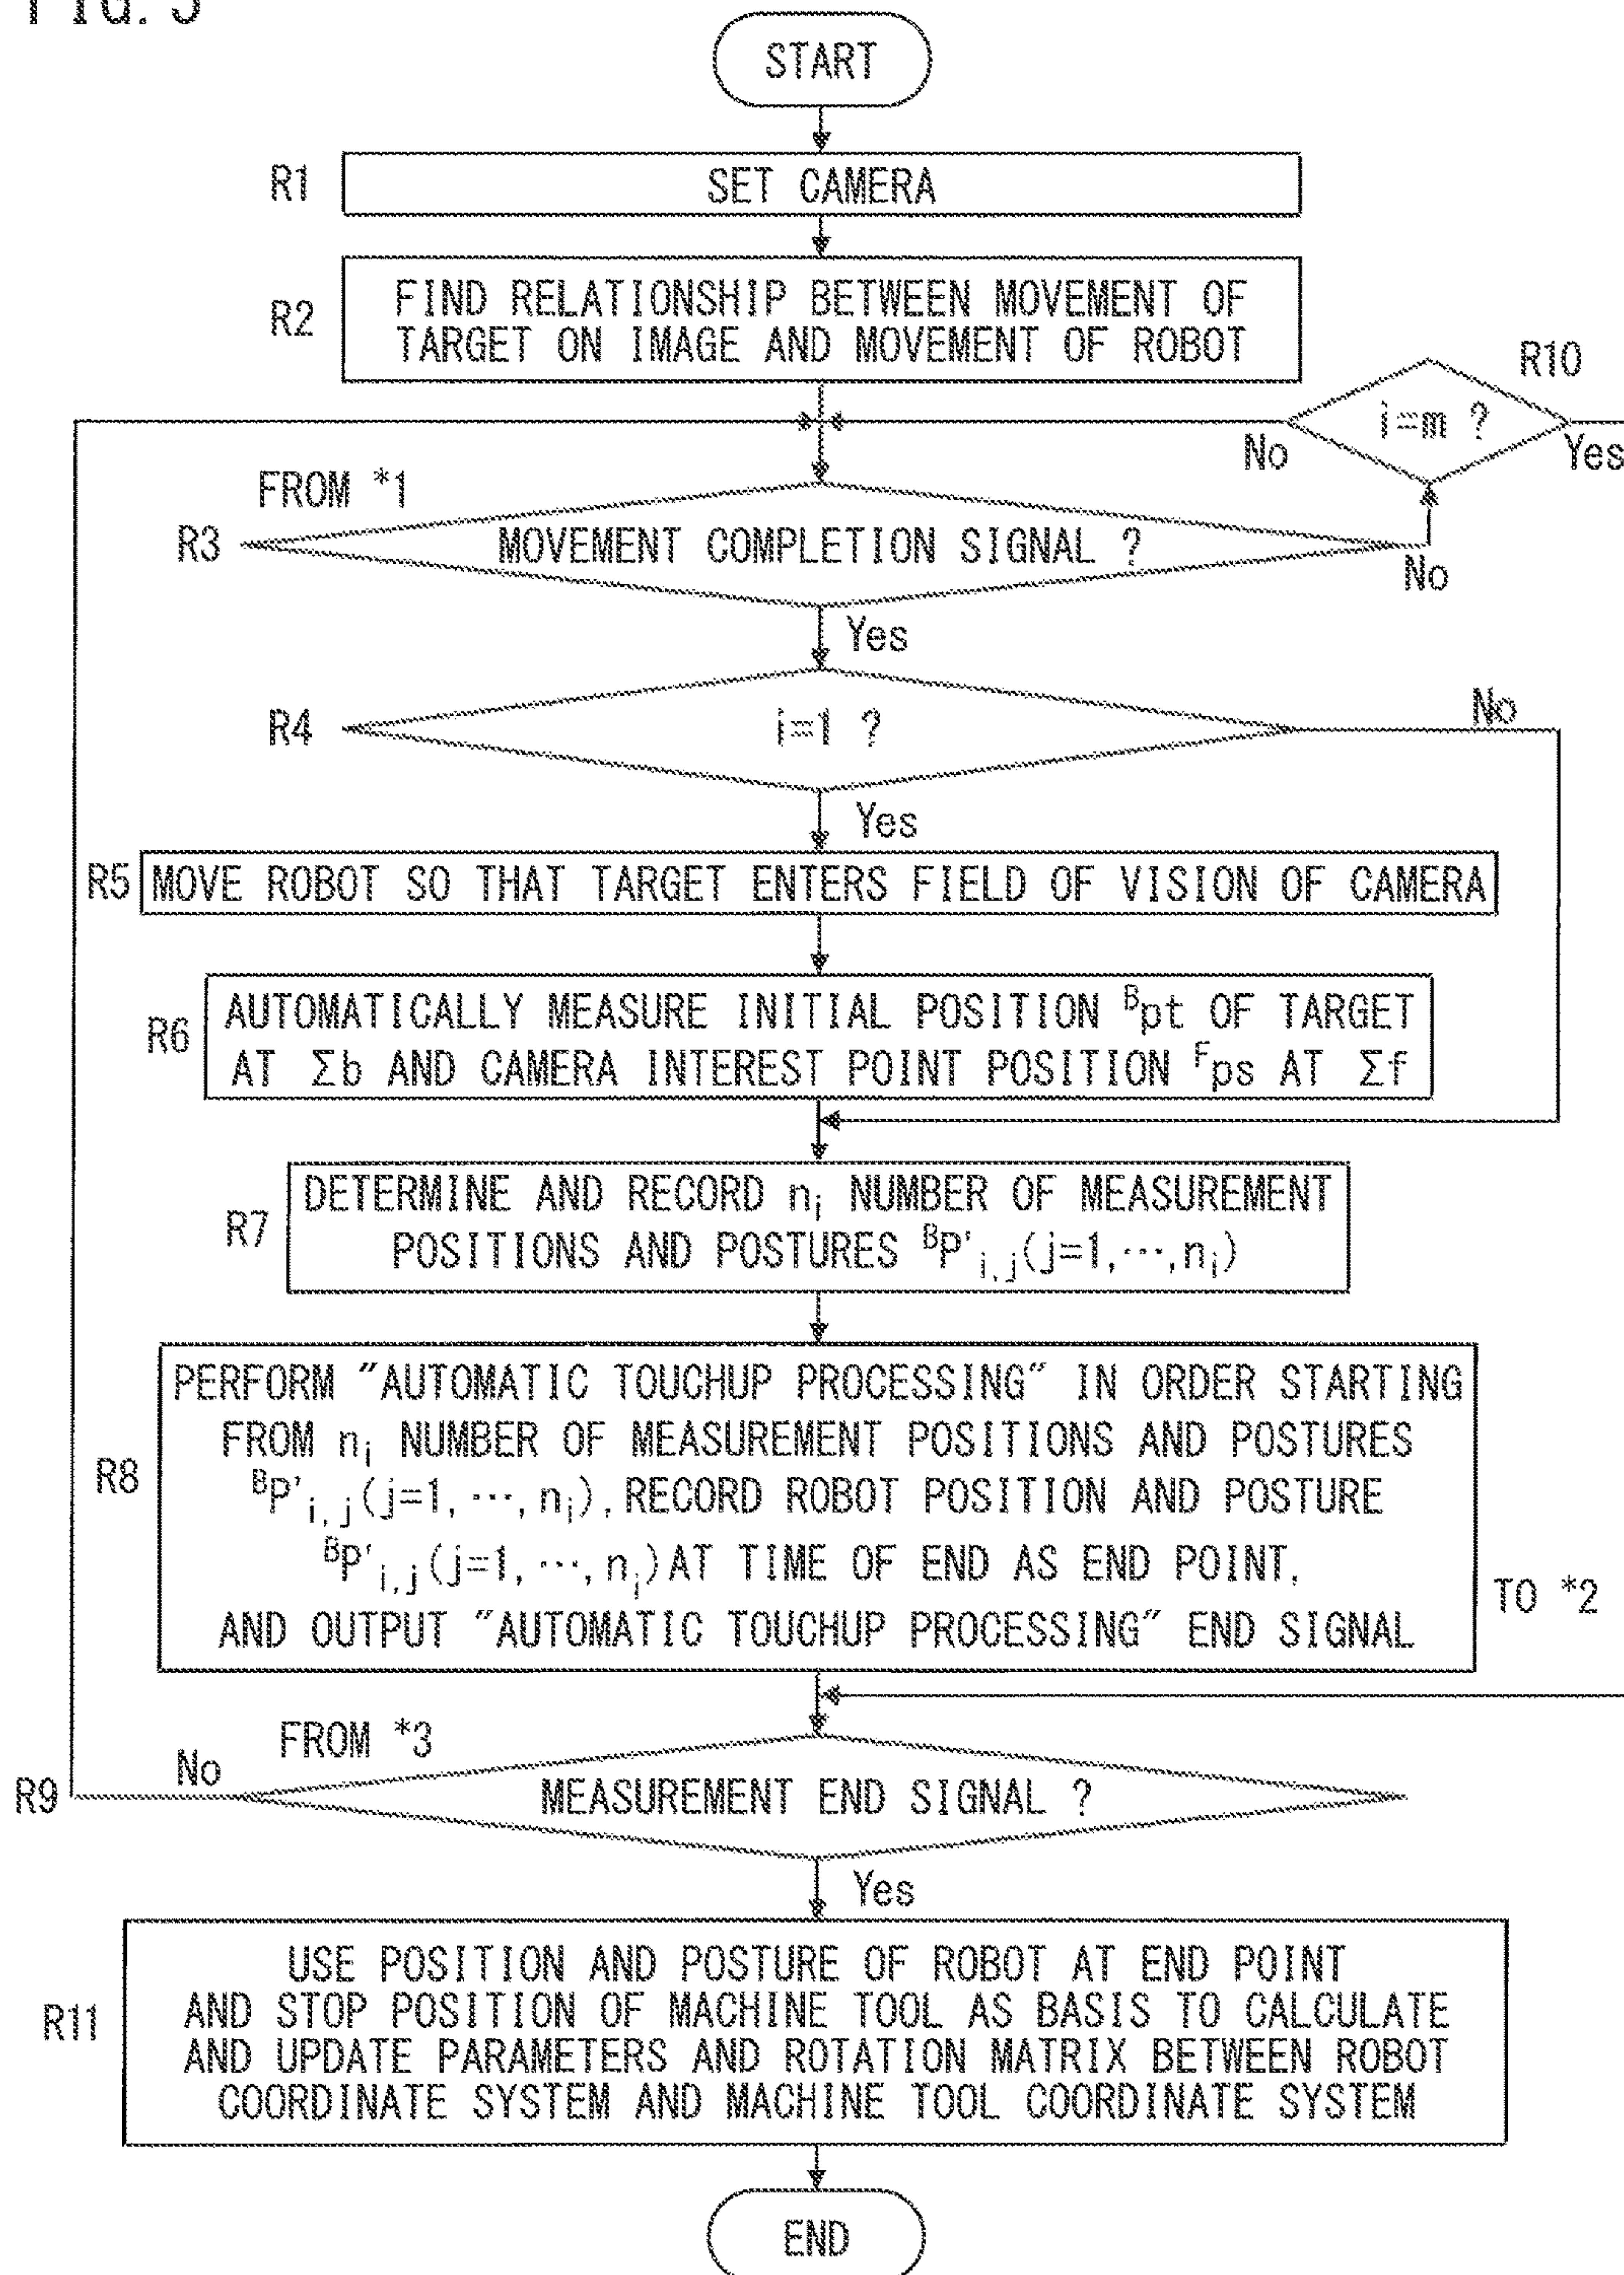 FIG. 5
START
R1
SET CAMERA
R2
FIND RELATIONSHIP BETWEEN MOVEMENT OF
TARGET ON IMAGE AND MOVEMENT OF ROBOT
R10
i=m ?
No
Yes
FROM *1
R3
MOVEMENT COMPLETION SIGNAL ?
No
Yes
R4
i=1 ?
No
Yes
R5
MOVE ROBOT SO THAT TARGET ENTERS FIELD OF VISION OF CAMERA
R6
AUTOMATICALLY MEASURE INITIAL POSITION ᴮpt OF TARGET
AT Σb AND CAMERA INTEREST POINT POSITION ᶠps AT Σf
R7
DETERMINE AND RECORD nᵢ NUMBER OF MEASUREMENT
POSITIONS AND POSTURES ᴮP'i,j(j=1,⋯,nᵢ)
R8
PERFORM "AUTOMATIC TOUCHUP PROCESSING" IN ORDER STARTING
FROM nᵢ NUMBER OF MEASUREMENT POSITIONS AND POSTURES
ᴮP'i,j(j=1,⋯,nᵢ), RECORD ROBOT POSITION AND POSTURE
ᴮP'i,j(j=1,⋯,nᵢ)AT TIME OF END AS END POINT,
AND OUTPUT "AUTOMATIC TOUCHUP PROCESSING" END SIGNAL
TO *2
FROM *3
No
R9
MEASUREMENT END SIGNAL ?
Yes
R11
USE POSITION AND POSTURE OF ROBOT AT END POINT
AND STOP POSITION OF MACHINE TOOL AS BASIS TO CALCULATE
AND UPDATE PARAMETERS AND ROTATION MATRIX BETWEEN ROBOT
COORDINATE SYSTEM AND MACHINE TOOL COORDINATE SYSTEM
END